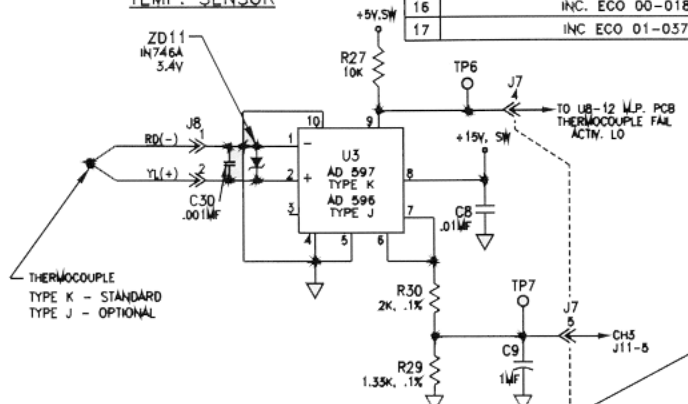 TEMP. SENSOR
16 INC. ECO 00-018
17 INC ECO 01-037
+5V,SW
ZD11
IN746A
3.4V
R27
10K
TP6
J7
4
TO U8-12 M.P. PCB
THERMOCOUPLE FAIL
ACTIV. LO
J8
RD(-) 1
YL(+) 2
C30
.001MF
10
9
1
2
3
4
5
6
7
8
-
+
U3
AD 597
TYPE K
AD 596
TYPE J
+15V, SW
C8
.01MF
THERMOCOUPLE
TYPE K - STANDARD
TYPE J - OPTIONAL
R30
2K, .1%
TP7
J7
5
CH3
J11-5
R29
1.33K, .1%
C9
1MF